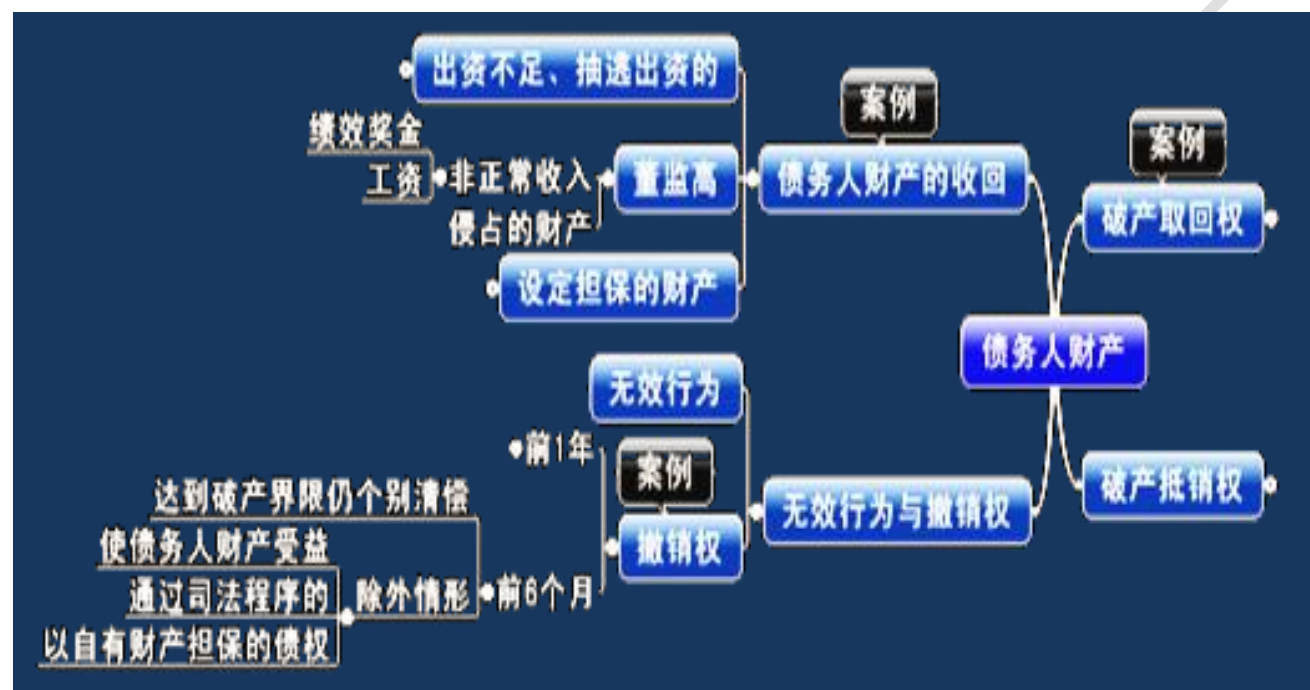 债务人财产
案例
破产取回权
破产抵销权
案例
债务人财产的收回
出资不足、抽逃出资的
董监高
非正常收入
绩效奖金
工资
侵占的财产
设定担保的财产
无效行为与撤销权
无效行为
案例
撤销权
前1年
前6个月
达到破产界限仍个别清偿
除外情形
使债务人财产受益
通过司法程序的
以自有财产担保的债权